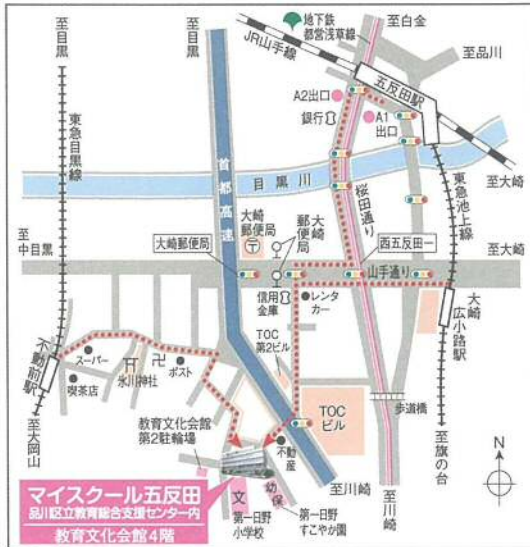 至目黒
至目黒
地下鉄
都営浅草線
至白金
JR山手線
至品川
五反田駅
A2出口
銀行
A1
出口
東急目黒線
首都高速
目黒川
桜田通り
東急池上線
至大崎
至
中目黒
大崎
郵便局
大崎
郵便局
大崎郵便局
西五反田一
至大崎
山手通り
信用
金庫
レンタ
カー
大崎
広小路駅
TOC
第2ビル
不動前駅
スーパー
喫茶店
氷川神社
卍
ポスト
至大岡山
TOC
ビル
歩道橋
至旗の台
教育文化会館
第2駐輪場
不動産
マイスクール五反田
品川区立教育総合支援センター内
教育文化会館4階
文
第一日野
小学校
幼保
第一日野
すこやか園
至川崎
至川崎
N